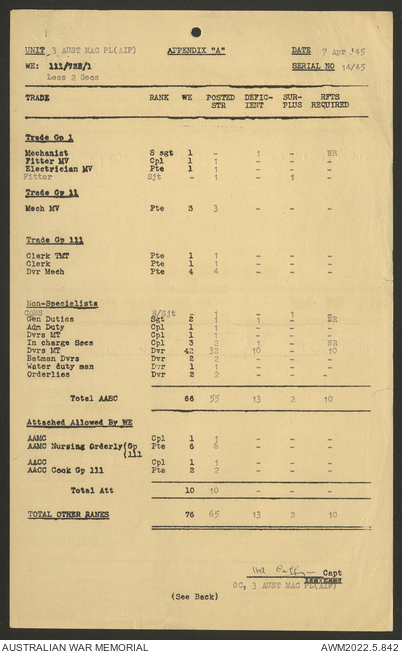 UNIT 3 AUST MAC PL(AIF) APPENDIX "A" DATE 7 Apr '45
WE: 111/72B/1 SERIAL NO 14/45
Less 2 Secs
TRADE RANK WE POSTED STR DEFIC- IENT SUR- PLUS RFTS REQUIRED
Trade Gp 1
Mechanist S sgt 1 - 1 - NR
Fitter MV Cpl 1 1 - - -
Electrician MV Pte 1 1 - - -
Fitter Sjt - 1 - 1 -
Trade Gp 11
Mech MV Pte 3 3 - - -
Trade Gp 111
Clerk TMT Pte 1 1 - - -
Clerk Pte 1 1 - - -
Dvr Mech Pte 4 4 - - -
Non-Specialists
S/Sjt - 1 - 1 -
Gen Duties Sgt 2 1 1 - NR
Adm Duty Cpl 1 1 - - -
Dvrs MT Cpl 1 1 - - -
In charge Secs Cpl 3 2 1 - NR
Dvrs MT Dvr 42 32 10 - 10
Batman Dvrs Dvr 2 2 - - -
Water duty men Dvr 1 1 - - -
Orderlies Dvr 2 2 - - -
Total AAEC 66 55 13 2 10
Attached Allowed By WE
AAMC Cpl 1 1 - - -
AAMC Nursing Orderly (Gp Pte 6 6 - - -
(111
AACC Cpl 1 1 - - -
AACC Cook Gp 111 Pte 2 2 - - -
Total Att 10 10 - - -
TOTAL OTHER RANKS 76 65 13 2 10
Capt
OC, 3 AUST MAC PL(AIF)
(See Back)
AUSTRALIAN WAR MEMORIAL AWM2022.5.842